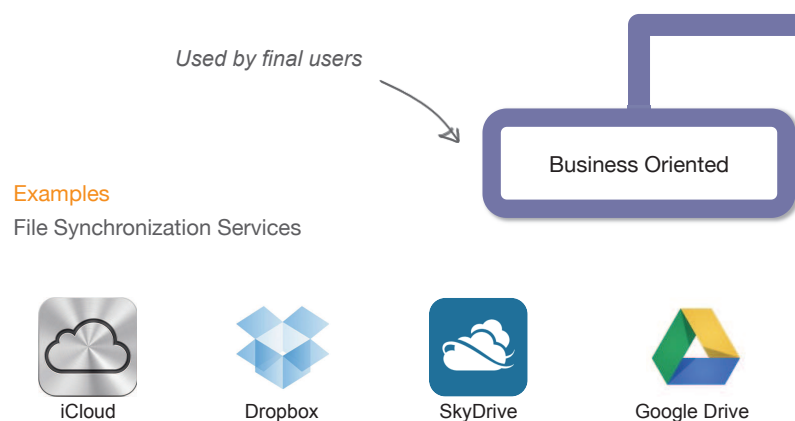 Used by final users
Business Oriented
Examples
File Synchronization Services
iCloud
Dropbox
SkyDrive
Google Drive